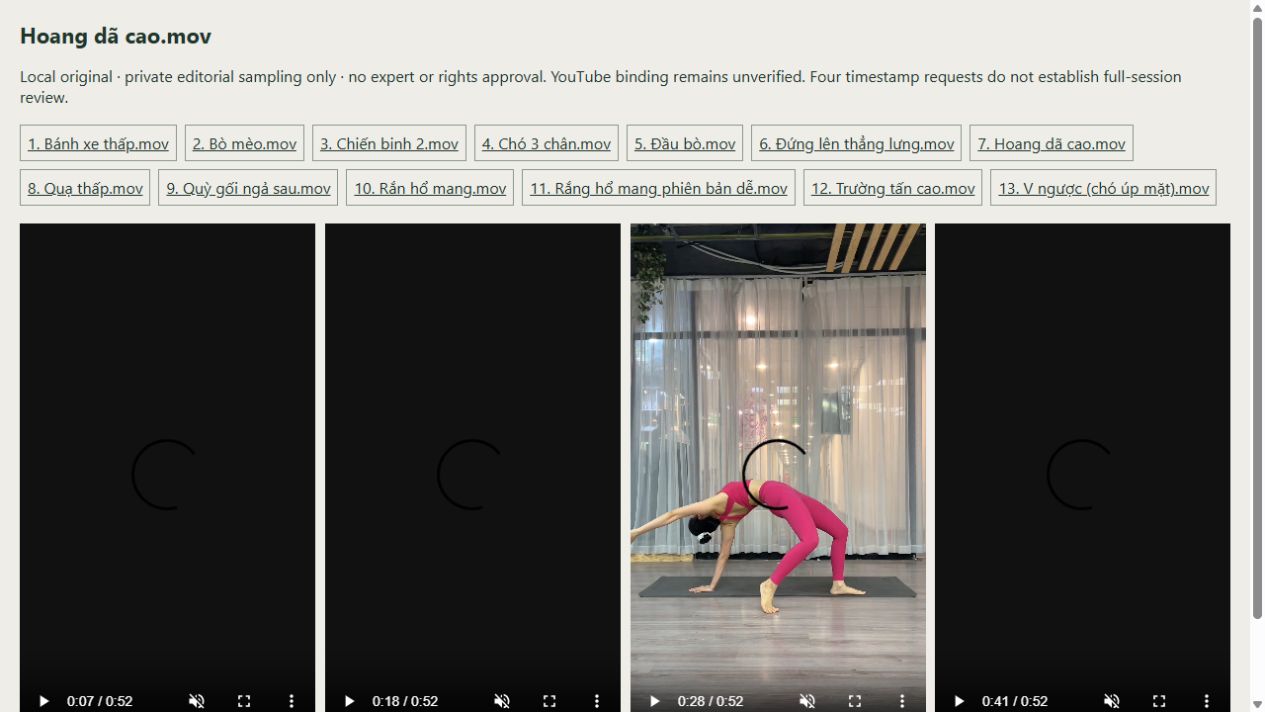 Hoang dã cao.mov
Local original · private editorial sampling only · no expert or rights approval. YouTube binding remains unverified. Four timestamp requests do not establish full-session
review.
1. Bánh xe thấp.mov 2. Bò mèo.mov 3. Chiến binh 2.mov 4. Chó 3 chân.mov 5. Đầu bò.mov 6. Đứng lên thẳng lưng.mov 7. Hoang dã cao.mov
8. Quạ thấp.mov 9. Quỳ gối ngả sau.mov 10. Rắn hổ mang.mov 11. Rắng hổ mang phiên bản dễ.mov 12. Trường tấn cao.mov 13. V ngược (chó úp mặt).mov
0:07 / 0:52 0:18 / 0:52 0:28 / 0:52 0:41 / 0:52